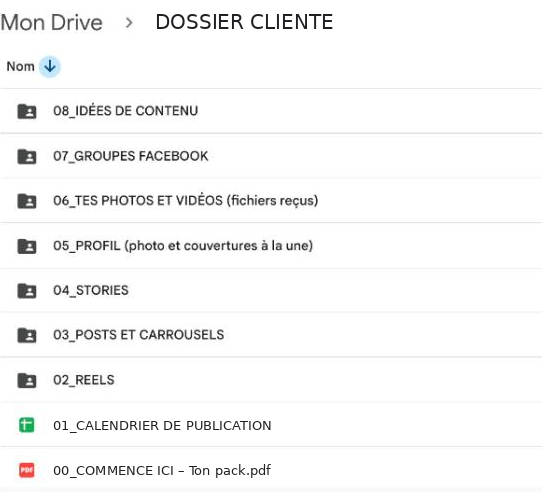 Mon Drive > DOSSIER CLIENTE
Nom
08_IDÉES DE CONTENU
07_GROUPES FACEBOOK
06_TES PHOTOS ET VIDÉOS (fichiers reçus)
05_PROFIL (photo et couvertures à la une)
04_STORIES
03_POSTS ET CARROUSELS
02_REELS
01_CALENDRIER DE PUBLICATION
PDF 00_COMMENCE ICI – Ton pack.pdf